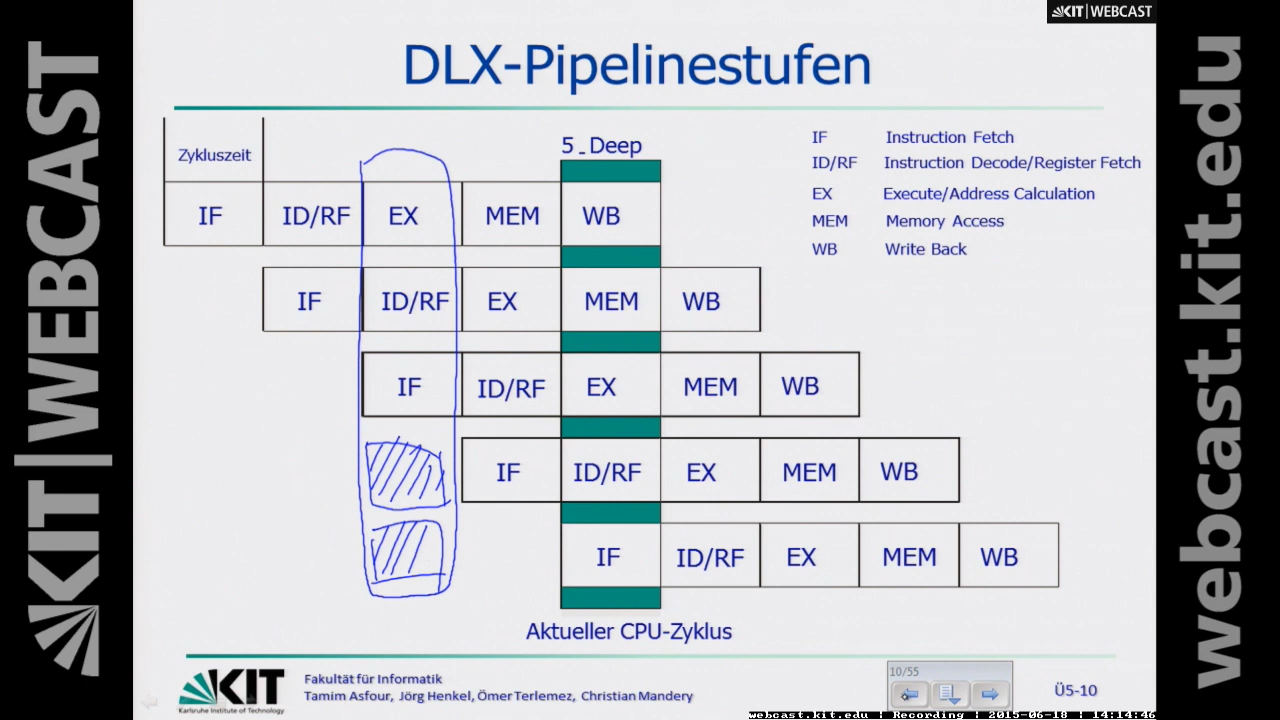 KIT|WEBCAST
KIT|WEBCAST
webcast.kit.edu
DLX-Pipelinestufen
Zykluszeit
5_Deep
IF Instruction Fetch
ID/RF Instruction Decode/Register Fetch
EX Execute/Address Calculation
MEM Memory Access
WB Write Back
IF ID/RF EX MEM WB
IF ID/RF EX MEM WB
IF ID/RF EX MEM WB
IF ID/RF EX MEM WB
IF ID/RF EX MEM WB
Aktueller CPU-Zyklus
KIT
Karlsruhe Institute of Technology
Fakultät für Informatik
Tamim Asfour, Jörg Henkel, Ömer Terlemez, Christian Mandery
10/55
Ü5-10
webcast.kit.edu | Recording | 2015-06-18 | 14:14:46